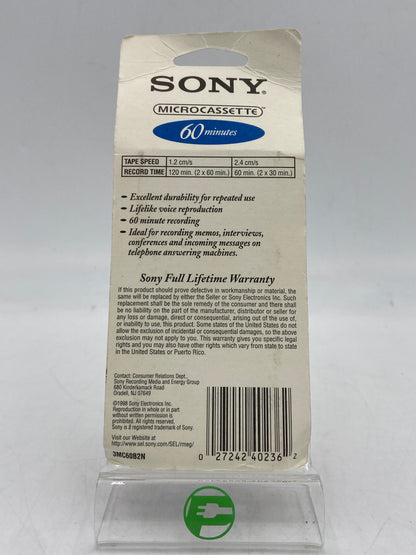 SONY®
MICROCASSETTE™
60 minutes
TAPE SPEED 1.2 cm/s 2.4 cm/s
RECORD TIME 120 min. (2 x 60 min.) 60 min. (2 x 30 min.)
- Excellent durability for repeated use
- Lifelike voice reproduction
- 60 minute recording
- Ideal for recording memos, interviews,
conferences and incoming messages on
telephone answering machines.
Sony Full Lifetime Warranty
If this product should prove defective in workmanship or material, the
same will be replaced by either the Seller or Sony Electronics Inc. Such
replacement shall be the sole remedy of the consumer and there shall
be no liability on the part of the manufacturer, distributor or seller for
any loss or damage, direct or consequential, arising out of the use of,
or inability to use, this product. Some states of the United States do not
allow the exclusion of incidental or consequential damages, so the above
exclusion may not apply to you. This warranty gives you specific legal
rights and you may also have other rights which may vary from state to state
in the United States or Puerto Rico.
Contact: Consumer Relations Dept.
Sony Recording Media and Energy Group
680 Kinderkamack Road
Oradell, NJ 07649
©1998 Sony Electronics Inc.
Reproduction in whole or in part
without written permission is
prohibited. Printed in U.S.A.
Sony is a registered trademark of Sony.
Visit our Website at
http://www.sel.sony.com/SEL/rmeg/
3MC60B2N
0 27242 40236 2